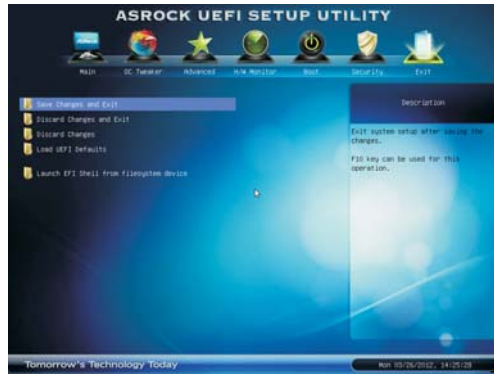 ASROCK UEFI SETUP UTILITY
Main
OC Tweaker
Advanced
H/W Monitor
Boot
Security
Exit
Save Changes and Exit
Discard Changes and Exit
Discard Changes
Load UEFI Defaults
Launch EFI Shell from filesystem device
Description
Exit system setup after saving the
changes.
F10 key can be used for this
operation.
Tomorrow's Technology Today
Mon 03/26/2012, 14:25:28